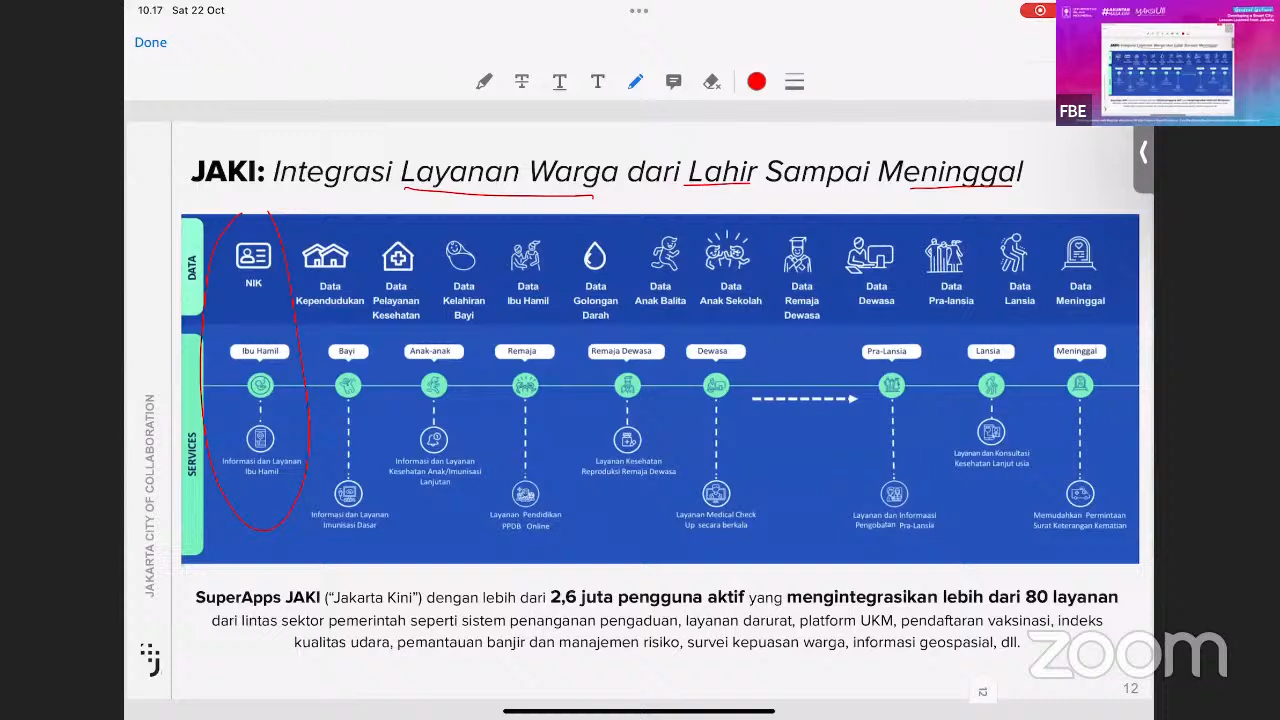 10.17 Sat 22 Oct
Done
MAKSIUII
Developing a Smart City:
FBE
JAKI: Integrasi Layanan Warga dari Lahir Sampai Meninggal
DATA
NIK
Data Kependudukan
Data Pelayanan Kesehatan
Data Kelahiran Bayi
Data Ibu Hamil
Data Golongan Darah
Data Anak Balita
Data Anak Sekolah
Data Remaja Dewasa
Data Dewasa
Data Pra-lansia
Data Lansia
Data Meninggal
SERVICES
Ibu Hamil
Bayi
Anak-anak
Remaja
Remaja Dewasa
Dewasa
Pra-Lansia
Lansia
Meninggal
Informasi dan Layanan
Ibu Hamil
Informasi dan Layanan
Imunisasi Dasar
Informasi dan Layanan
Kesehatan Anak/Imunisasi
Lanjutan
Layanan Pendidikan
PPDB Online
Layanan Kesehatan
Reproduksi Remaja Dewasa
Layanan Medical Check
Up secara berkala
Layanan dan Informaasi
Pengobatan Pra-Lansia
Layanan dan Konsultasi
Kesehatan Lanjut usia
Memudahkan Permintaan
Surat Keterangan Kematian
JAKARTA CITY OF COLLABORATION
SuperApps JAKI (“Jakarta Kini”) dengan lebih dari 2,6 juta pengguna aktif yang mengintegrasikan lebih dari 80 layanan
dari lintas sektor pemerintah seperti sistem penanganan pengaduan, layanan darurat, platform UKM, pendaftaran vaksinasi, indeks
kualitas udara, pemantauan banjir dan manajemen risiko, survei kepuasan warga, informasi geospasial, dll.
zoom
12
12